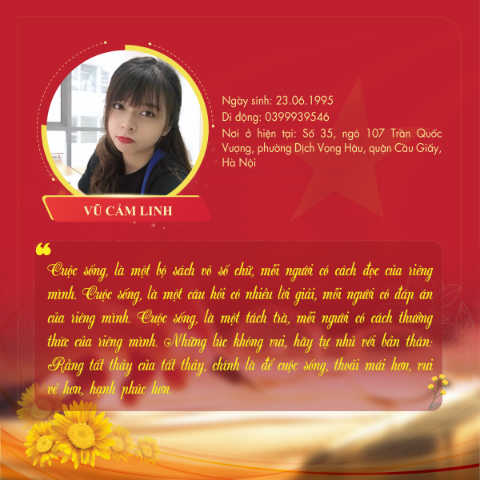 Ngày sinh: 23.06.1995
Di động: 0399939546
Nơi ở hiện tại: Số 35, ngõ 107 Trần Quốc
Vượng, phường Dịch Vọng Hậu, quận Cầu Giấy,
Hà Nội
VŨ CẨM LINH
Cuộc sống, là một bộ sách vô số chữ, mỗi người có cách đọc của riêng
mình. Cuộc sống, là một câu hỏi có nhiều lời giải, mỗi người có đáp án
của riêng mình. Cuộc sống, là một tách trà, mỗi người có cách thưởng
thức của riêng mình. Những lúc không vui, hãy tự nhủ với bản thân:
Rằng tất thảy của tất thảy, chính là để cuộc sống, thoải mái hơn, vui
vẻ hơn, hạnh phúc hơn